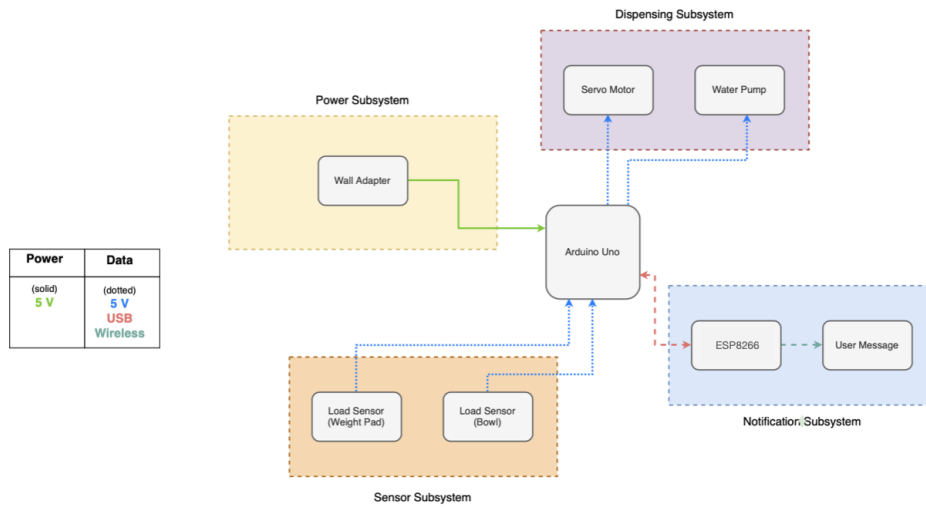 Dispensing Subsystem
Servo Motor
Water Pump
Power Subsystem
Wall Adapter
Arduino Uno
Power Data
(solid) (dotted)
5 V 5 V
USB
Wireless
ESP8266
User Message
Load Sensor
(Weight Pad)
Load Sensor
(Bowl)
Notification Subsystem
Sensor Subsystem